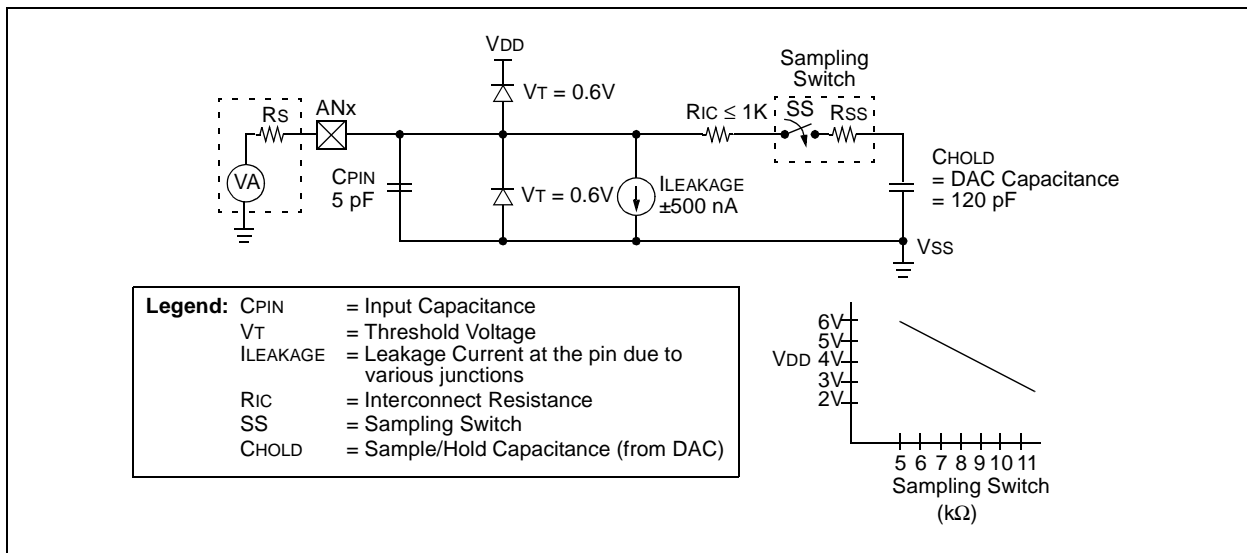 VDD
Sampling
Switch
VT = 0.6V
RS
ANx
RIC ≤ 1K
SS
RSS
VA
CPIN
5 pF
VT = 0.6V
ILEAKAGE
±500 nA
CHOLD
= DAC Capacitance
= 120 pF
VSS
Legend: CPIN = Input Capacitance
VT = Threshold Voltage
ILEAKAGE = Leakage Current at the pin due to
various junctions
RIC = Interconnect Resistance
SS = Sampling Switch
CHOLD = Sample/Hold Capacitance (from DAC)
6V
5V
VDD 4V
3V
2V
5 6 7 8 9 10 11
Sampling Switch
(kΩ)